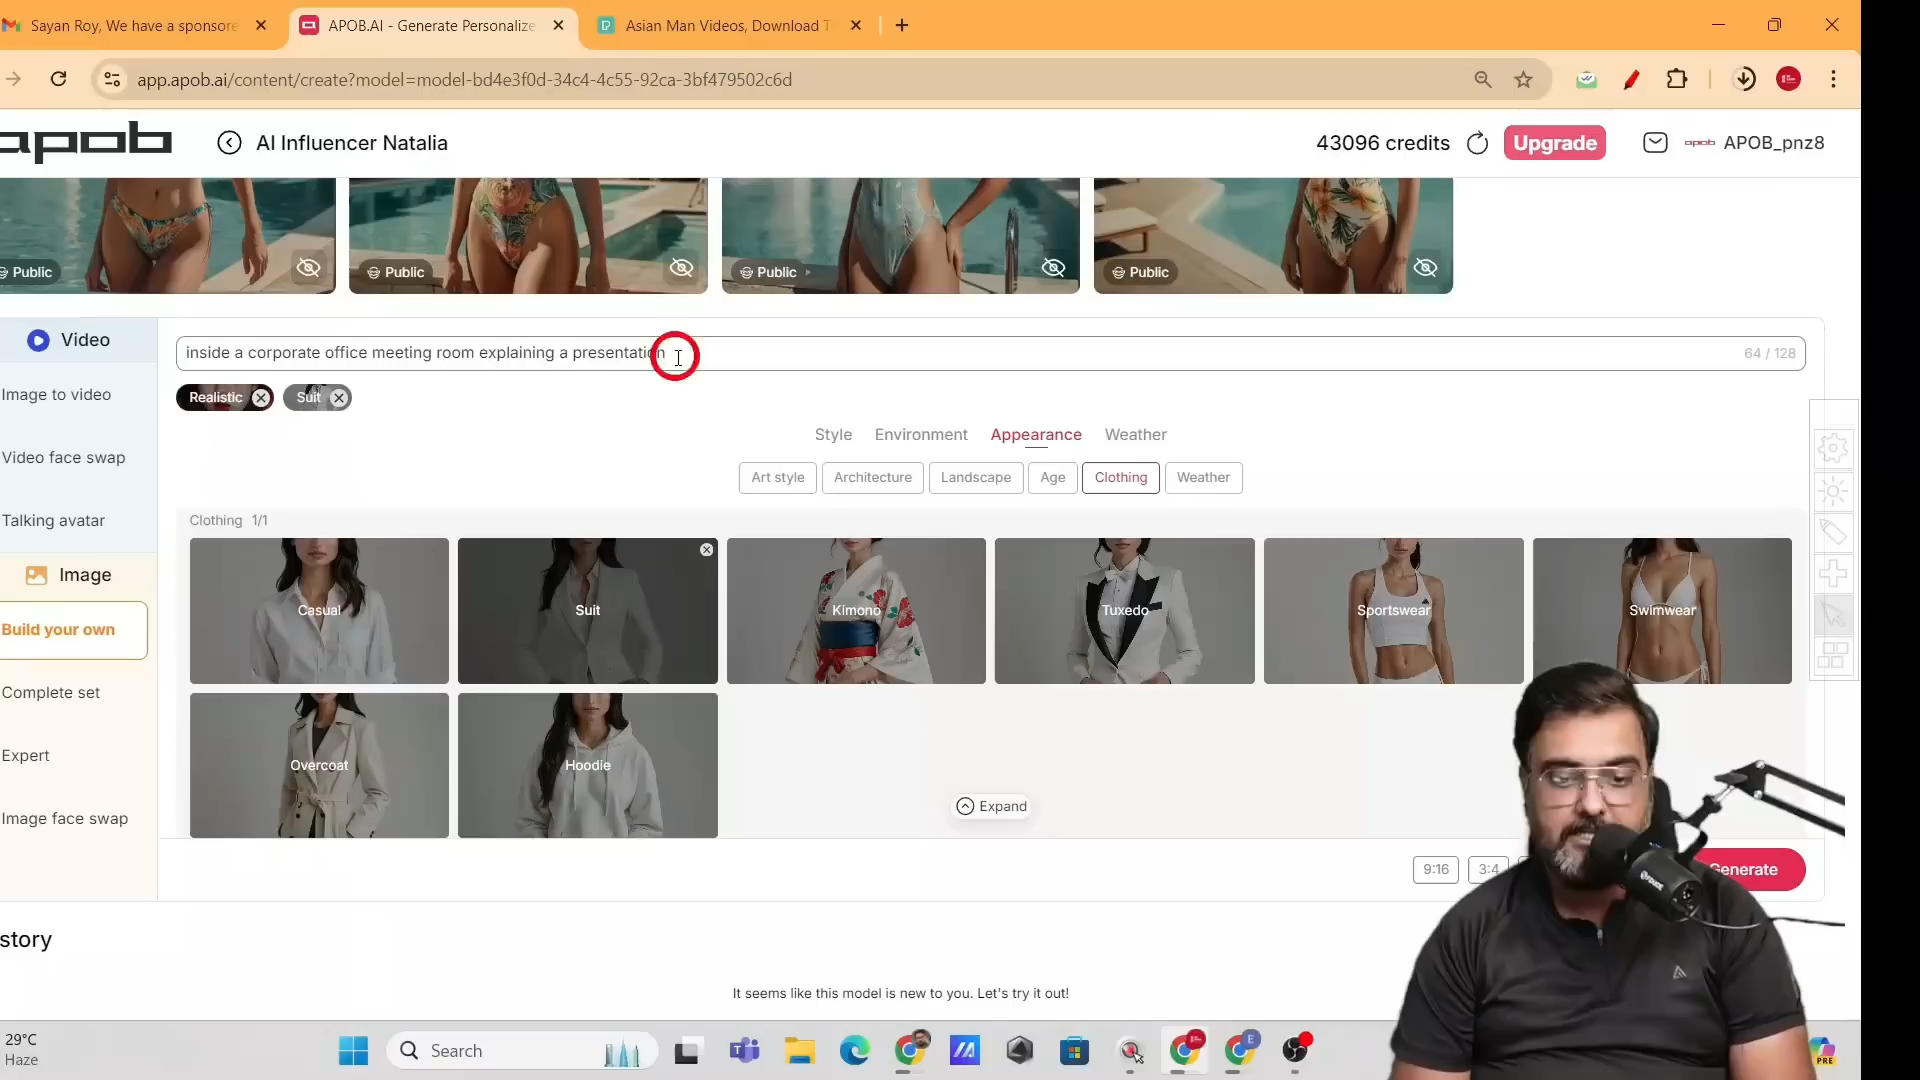 Sayan Roy, We have a sponsore
APOB.AI - Generate Personalize
Asian Man Videos, Download T
app.apob.ai/content/create?model=model-bd4e3f0d-34c4-4c55-92ca-3bf479502c6d
apob
AI Influencer Natalia
43096 credits
Upgrade
apob
APOB_pnz8
Public
Public
Public
Public
Video
inside a corporate office meeting room explaining a presentation
64 / 128
Image to video
Realistic
Suit
Style
Environment
Appearance
Weather
Video face swap
Art style
Architecture
Landscape
Age
Clothing
Weather
Talking avatar
Clothing 1/1
Image
Casual
Suit
Kimono
Tuxedo
Sportswear
Swimwear
Build your own
Complete set
Expert
Overcoat
Hoodie
Expand
Image face swap
9:16
3:4
Generate
story
It seems like this model is new to you. Let's try it out!
29°C
Haze
Search
PRE